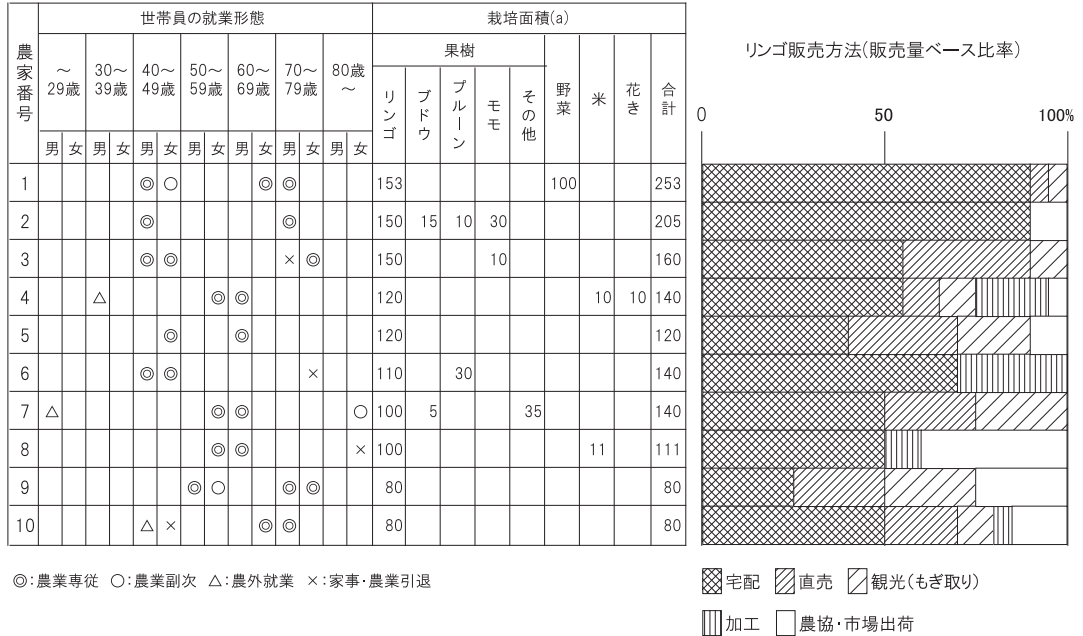 世帯員の就業形態 栽培面積(a)
農家番号 ～29歳 30～39歳 40～49歳 50～59歳 60～69歳 70～79歳 80歳～ 果樹 野菜 米 花き 合計
リンゴ ブドウ プルーン モモ その他
男 女 男 女 男 女 男 女 男 女 男 女 男 女
1 ◎ ○ ◎ ◎ 153 100 253
2 ◎ ◎ 150 15 10 30 205
3 ◎ ◎ × ◎ 150 10 160
4 △ ◎ ◎ 120 10 10 140
5 ◎ ◎ 120 120
6 ◎ ◎ × 110 30 140
7 △ ◎ ◎ ○ 100 5 35 140
8 ◎ ◎ × 100 11 111
9 ◎ ○ ◎ ◎ 80 80
10 △ × ◎ ◎ 80 80
◎:農業専従 ○:農業副次 △:農外就業 ×:家事・農業引退
リンゴ販売方法(販売量ベース比率)
0 50 100%
宅配 直売 観光(もぎ取り)
加工 農協・市場出荷